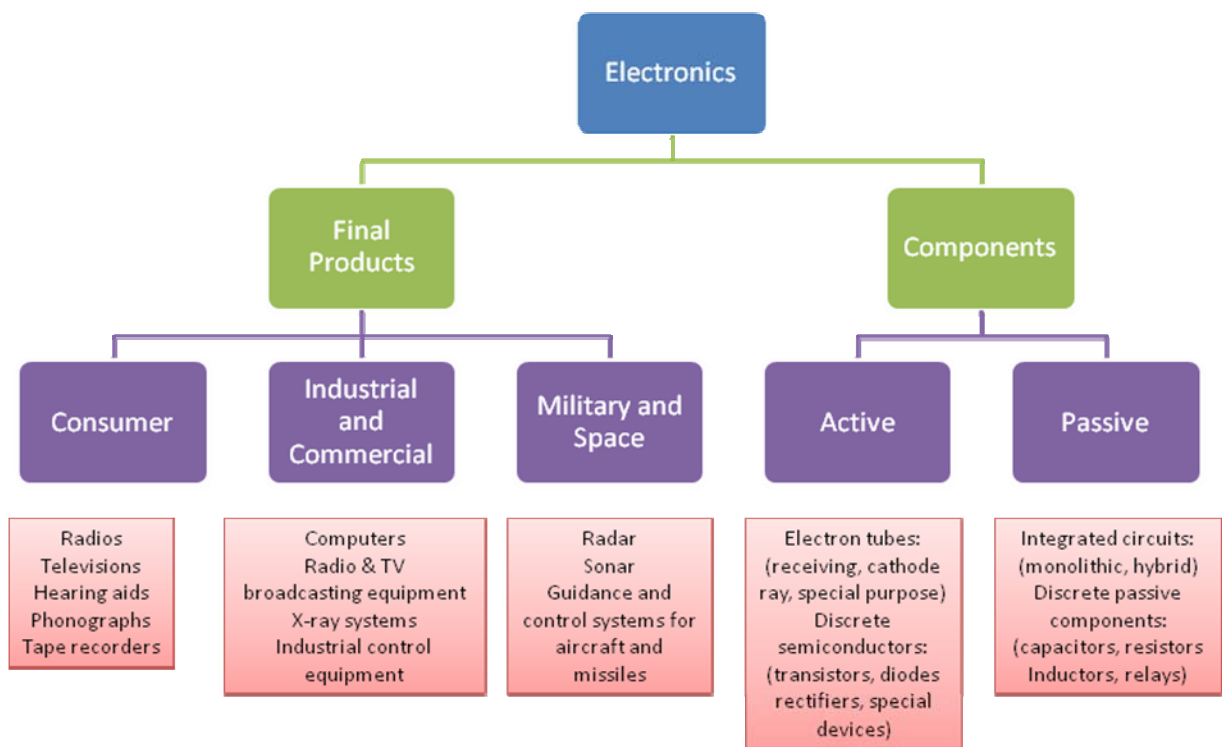 Electronics
Final
Products
Components
Consumer
Industrial
and
Commercial
Military and
Space
Active
Passive
Radios
Televisions
Hearing aids
Phonographs
Tape recorders
Computers
Radio & TV
broadcasting equipment
X-ray systems
Industrial control
equipment
Radar
Sonar
Guidance and
control systems for
aircraft and
missiles
Electron tubes:
(receiving, cathode
ray, special purpose)
Discrete
semiconductors:
(transistors, diodes
rectifiers, special
devices)
Integrated circuits:
(monolithic, hybrid)
Discrete passive
components:
(capacitors, resistors
Inductors, relays)